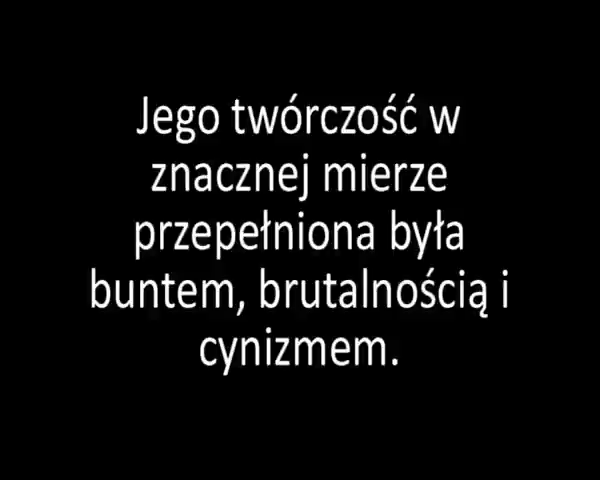 Jego twórczość w
znacznej mierze
przepełniona była
buntem, brutalnością i
cynizmem.